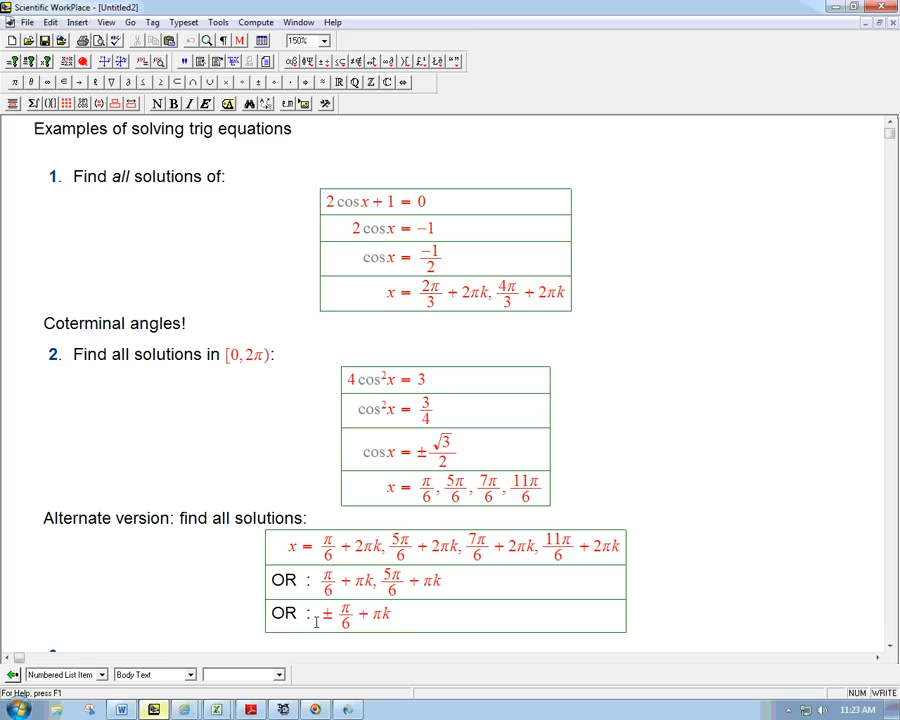 Scientific WorkPlace - [Untitled2]
File Edit Insert View Go Tag Typeset Tools Compute Window Help
150%
Examples of solving trig equations
1. Find all solutions of:
2 cos x + 1 = 0
2 cos x = −1
cos x = −1/2
x = 2π/3 + 2πk, 4π/3 + 2πk
Coterminal angles!
2. Find all solutions in [0, 2π):
4 cos²x = 3
cos²x = 3/4
cos x = ± √3/2
x = π/6, 5π/6, 7π/6, 11π/6
Alternate version: find all solutions:
x = π/6 + 2πk, 5π/6 + 2πk, 7π/6 + 2πk, 11π/6 + 2πk
OR : π/6 + πk, 5π/6 + πk
OR : ± π/6 + πk
Numbered List Item Body Text
For Help, press F1 NUM WRITE
11:23 AM